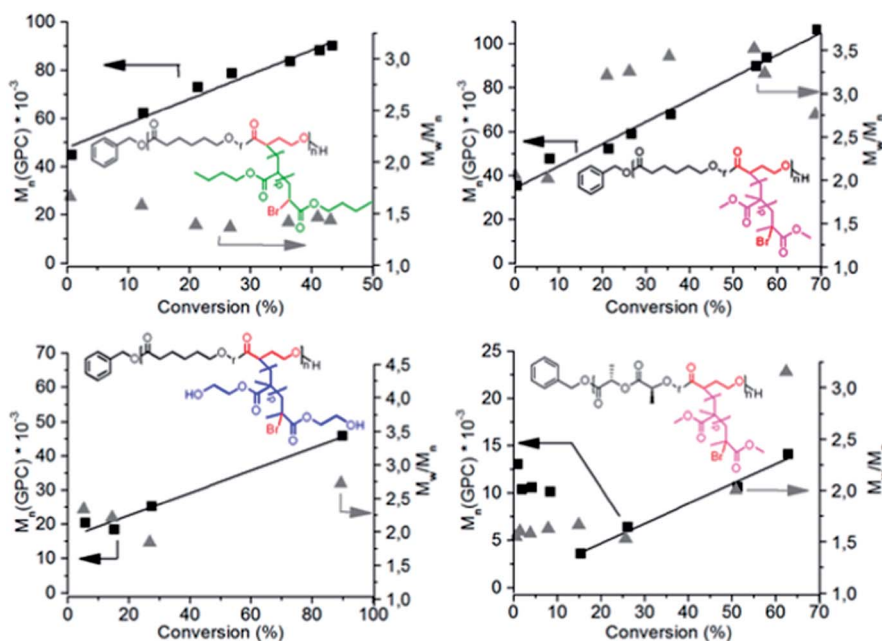 100
80
60
40
20
0
M_n(GPC) * 10^-3
0 10 20 30 40 50
Conversion (%)
3,0
2,5
2,0
1,5
1,0
M_w/M_n
O
O
O
r
O
O
n
H
O
O
Br
O
O
100
80
60
40
20
0
M_n(GPC) * 10^-3
0 10 20 30 40 50 60 70
Conversion (%)
3,5
3,0
2,5
2,0
1,5
1,0
M_w/M_n
O
O
O
r
O
O
n
H
O
O
Br
O
O
70
60
50
40
30
20
10
0
M_n(GPC) * 10^-3
0 20 40 60 80 100
Conversion (%)
4,5
4,0
3,5
3,0
2,5
2,0
1,5
1,0
M_w/M_n
O
O
O
r
O
O
n
H
HO
O
O
Br
O
O
OH
25
20
15
10
5
0
M_n(GPC) * 10^-3
0 10 20 30 40 50 60 70
Conversion (%)
3,0
2,5
2,0
1,5
1,0
M_w/M_n
O
O
O
O
O
r
O
O
n
H
O
O
Br
O
O